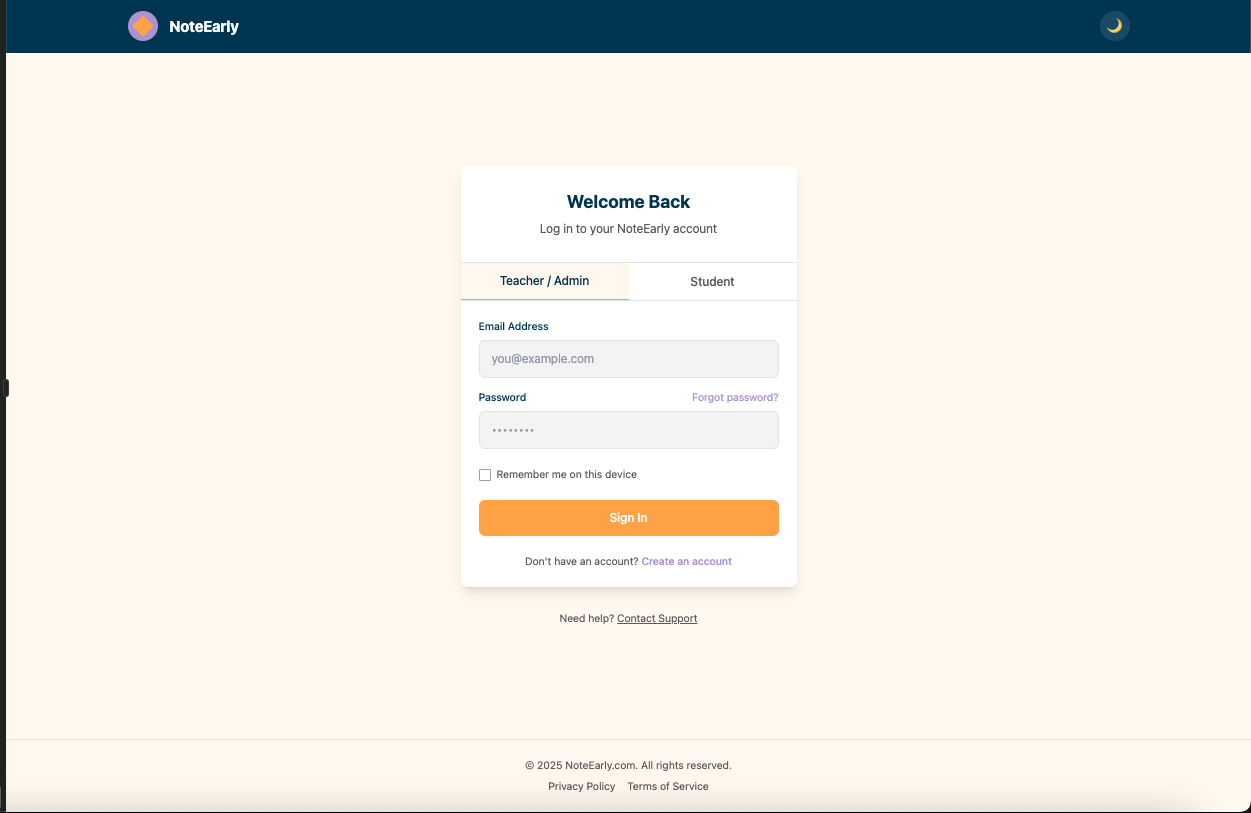 NoteEarly
Welcome Back
Log in to your NoteEarly account
Teacher / Admin
Student
Email Address
you@example.com
Password
Forgot password?
••••••••
Remember me on this device
Sign In
Don't have an account? Create an account
Need help? Contact Support
© 2025 NoteEarly.com. All rights reserved.
Privacy Policy
Terms of Service